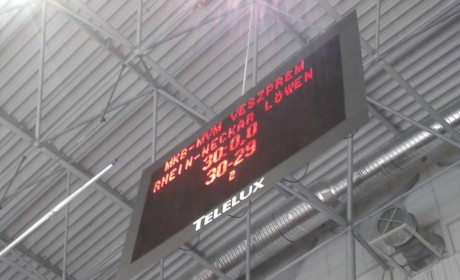 MKB-MVM VESZPREM
RHEIN-NECKAR LÖWEN
30:0.0
30-29
2
TELELUX